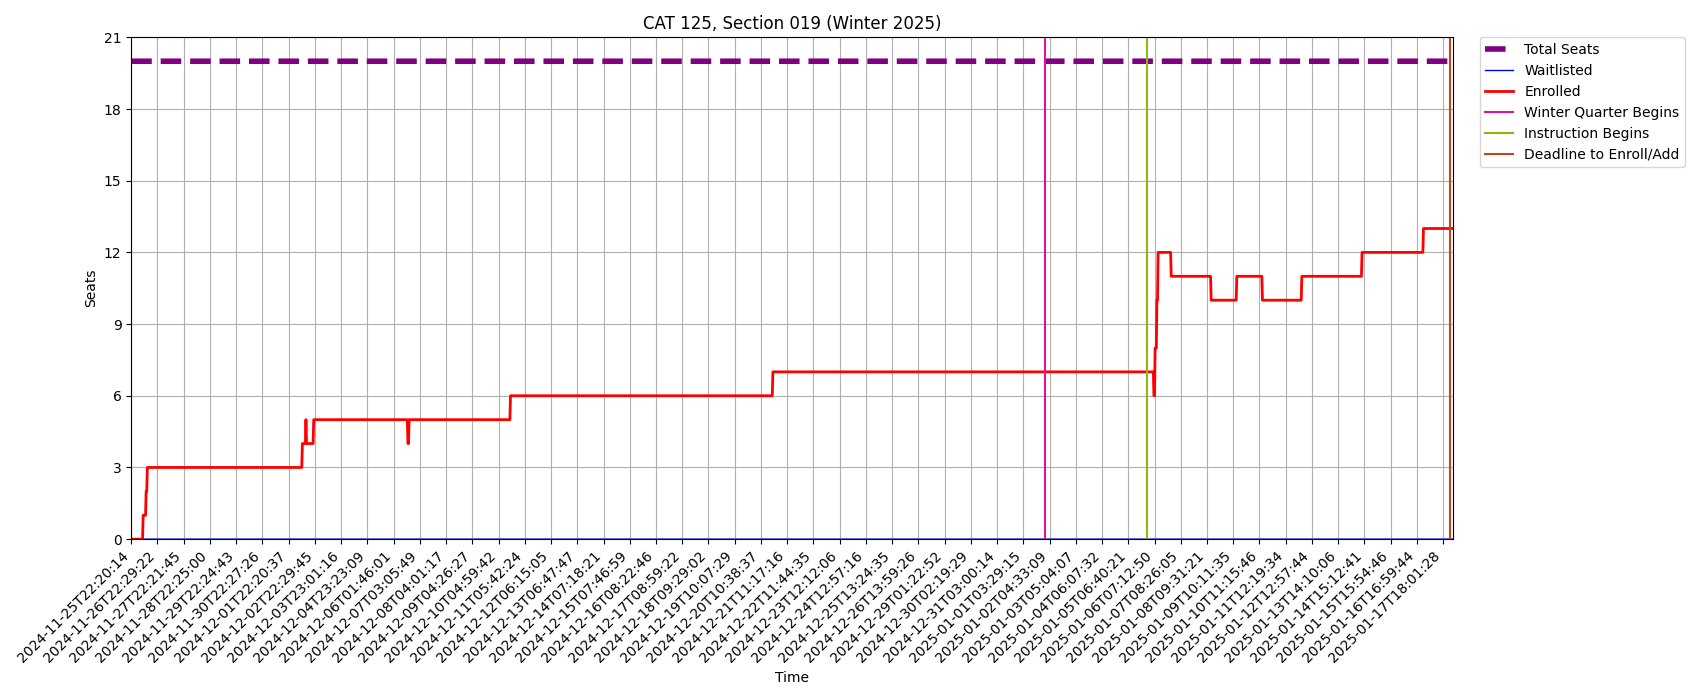 CAT 125, Section 019 (Winter 2025)
Total Seats
Waitlisted
Enrolled
Winter Quarter Begins
Instruction Begins
Deadline to Enroll/Add
Seats
21
18
15
12
9
6
3
0
2024-11-25T22:20:14
2024-11-26T22:29:22
2024-11-27T22:21:45
2024-11-28T22:25:00
2024-11-29T22:24:43
2024-11-30T22:27:26
2024-12-01T22:20:37
2024-12-02T22:29:45
2024-12-03T23:01:16
2024-12-04T23:23:09
2024-12-06T01:46:01
2024-12-07T03:05:49
2024-12-08T04:01:17
2024-12-09T04:26:27
2024-12-10T04:59:42
2024-12-11T05:42:24
2024-12-12T06:15:05
2024-12-13T06:47:47
2024-12-14T07:18:21
2024-12-15T07:46:59
2024-12-16T08:22:46
2024-12-17T08:59:22
2024-12-18T09:29:02
2024-12-19T10:07:29
2024-12-20T10:38:37
2024-12-21T11:17:16
2024-12-22T11:44:35
2024-12-23T12:12:06
2024-12-24T12:57:16
2024-12-25T13:24:35
2024-12-26T13:59:26
2024-12-29T01:22:52
2024-12-30T02:19:29
2024-12-31T03:00:14
2025-01-01T03:29:15
2025-01-02T04:33:09
2025-01-03T05:04:07
2025-01-04T06:07:32
2025-01-05T06:40:21
2025-01-06T07:12:50
2025-01-07T08:26:05
2025-01-08T09:31:21
2025-01-09T10:11:35
2025-01-10T11:15:46
2025-01-11T12:19:34
2025-01-12T12:57:44
2025-01-13T14:10:06
2025-01-14T15:12:41
2025-01-15T15:54:46
2025-01-16T16:59:44
2025-01-17T18:01:28
Time